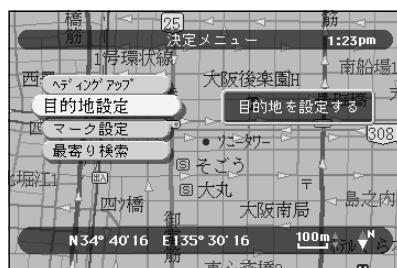 橋筋
25
筋
決定メニュー
1:23pm
1号環状線
南船場
ヘディングアップ
大阪後楽園H
目的地設定
目的地を設定する
マーク設定
ソニータワー
308
最寄り検索
S そごう
堀江
出入
S 大丸
〒
四ツ橋
大阪南局
島之内
御
N34° 40'16 E135° 30'16
100m
N